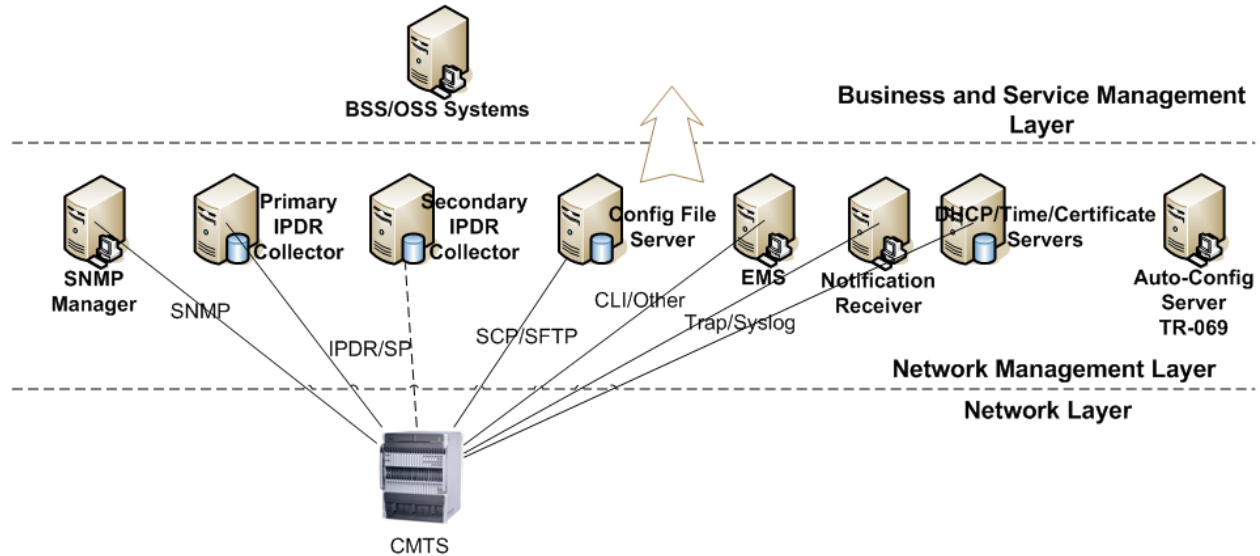 BSS/OSS Systems
Business and Service Management
Layer
SNMP
Manager
Primary
IPDR
Collector
Secondary
IPDR
Collector
Config File
Server
EMS
Notification
Receiver
DHCP/Time/Certificate
Servers
Auto-Config
Server
TR-069
SNMP
IPDR/SP
SCP/SFTP
CLI/Other
Trap/Syslog
Network Management Layer
Network Layer
CMTS